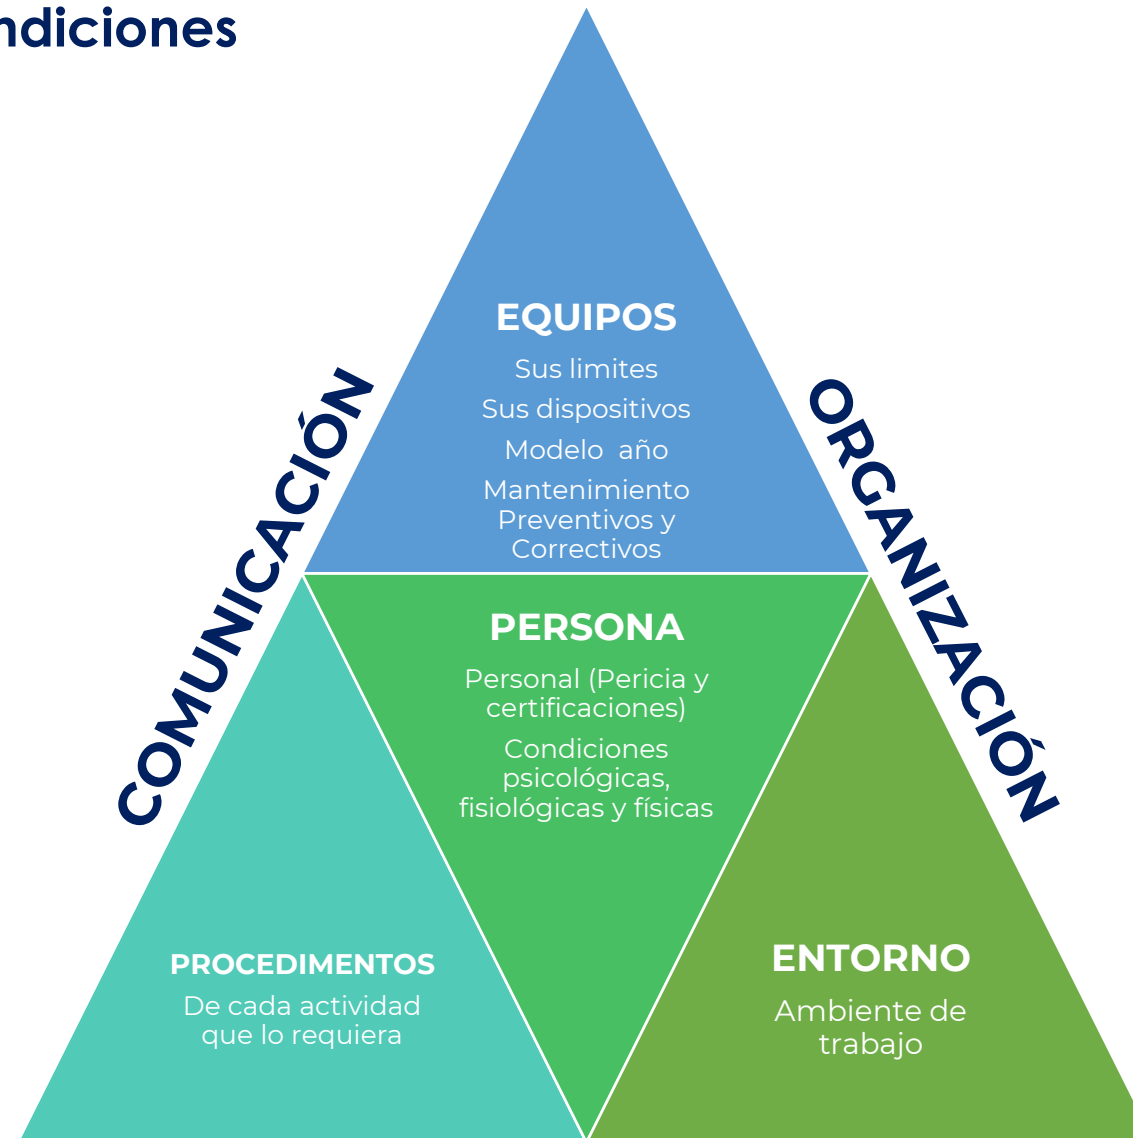 ndiciones
EQUIPOS
Sus limites
Sus dispositivos
Modelo  año
Mantenimiento
Preventivos y
Correctivos
COMUNICACIÓN
ORGANIZACIÓN
PERSONA
Personal (Pericia y
certificaciones)
Condiciones
psicológicas,
fisiológicas y físicas
PROCEDIMENTOS
De cada actividad
que lo requiera
ENTORNO
Ambiente de
trabajo